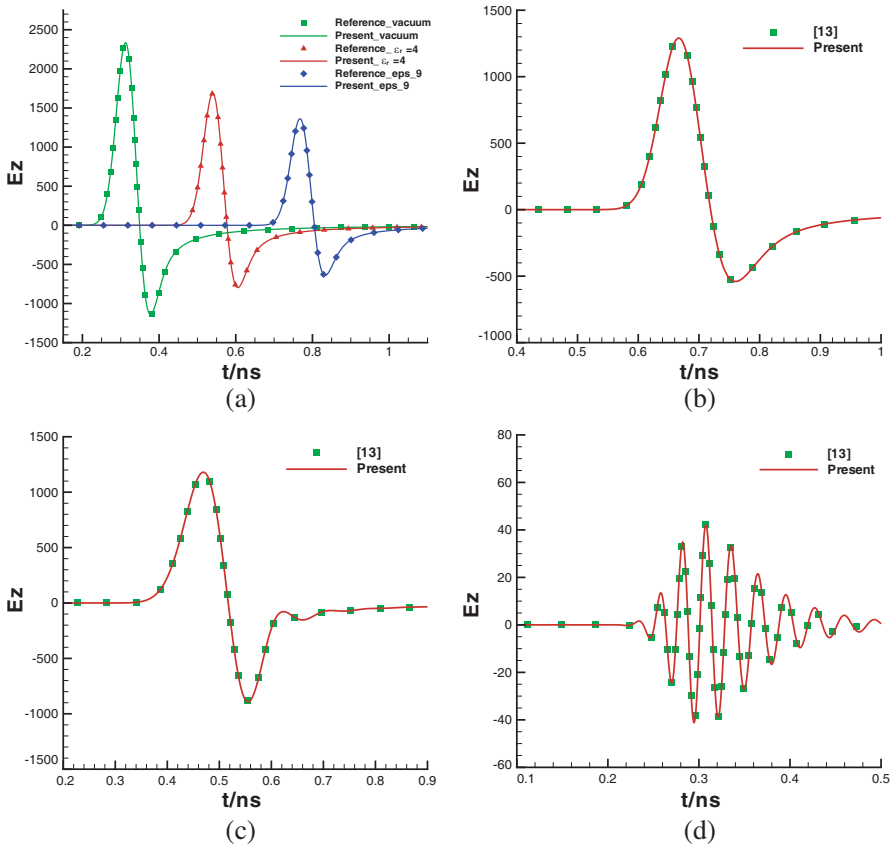 Reference_vacuum
Present_vacuum
Reference_ εr =4
Present_ εr =4
Reference_eps_9
Present_eps_9
Ez
2500
2000
1500
1000
500
0
-500
-1000
-1500
0.2
0.4
0.6
0.8
1
t/ns
(a)
[13]
Present
Ez
1500
1000
500
0
-500
-1000
0.4
0.5
0.6
0.7
0.8
0.9
1
t/ns
(b)
[13]
Present
Ez
1500
1000
500
0
-500
-1000
-1500
0.2
0.3
0.4
0.5
0.6
0.7
0.8
0.9
t/ns
(c)
[13]
Present
Ez
80
60
40
20
0
-20
-40
-60
0.1
0.2
0.3
0.4
0.5
t/ns
(d)